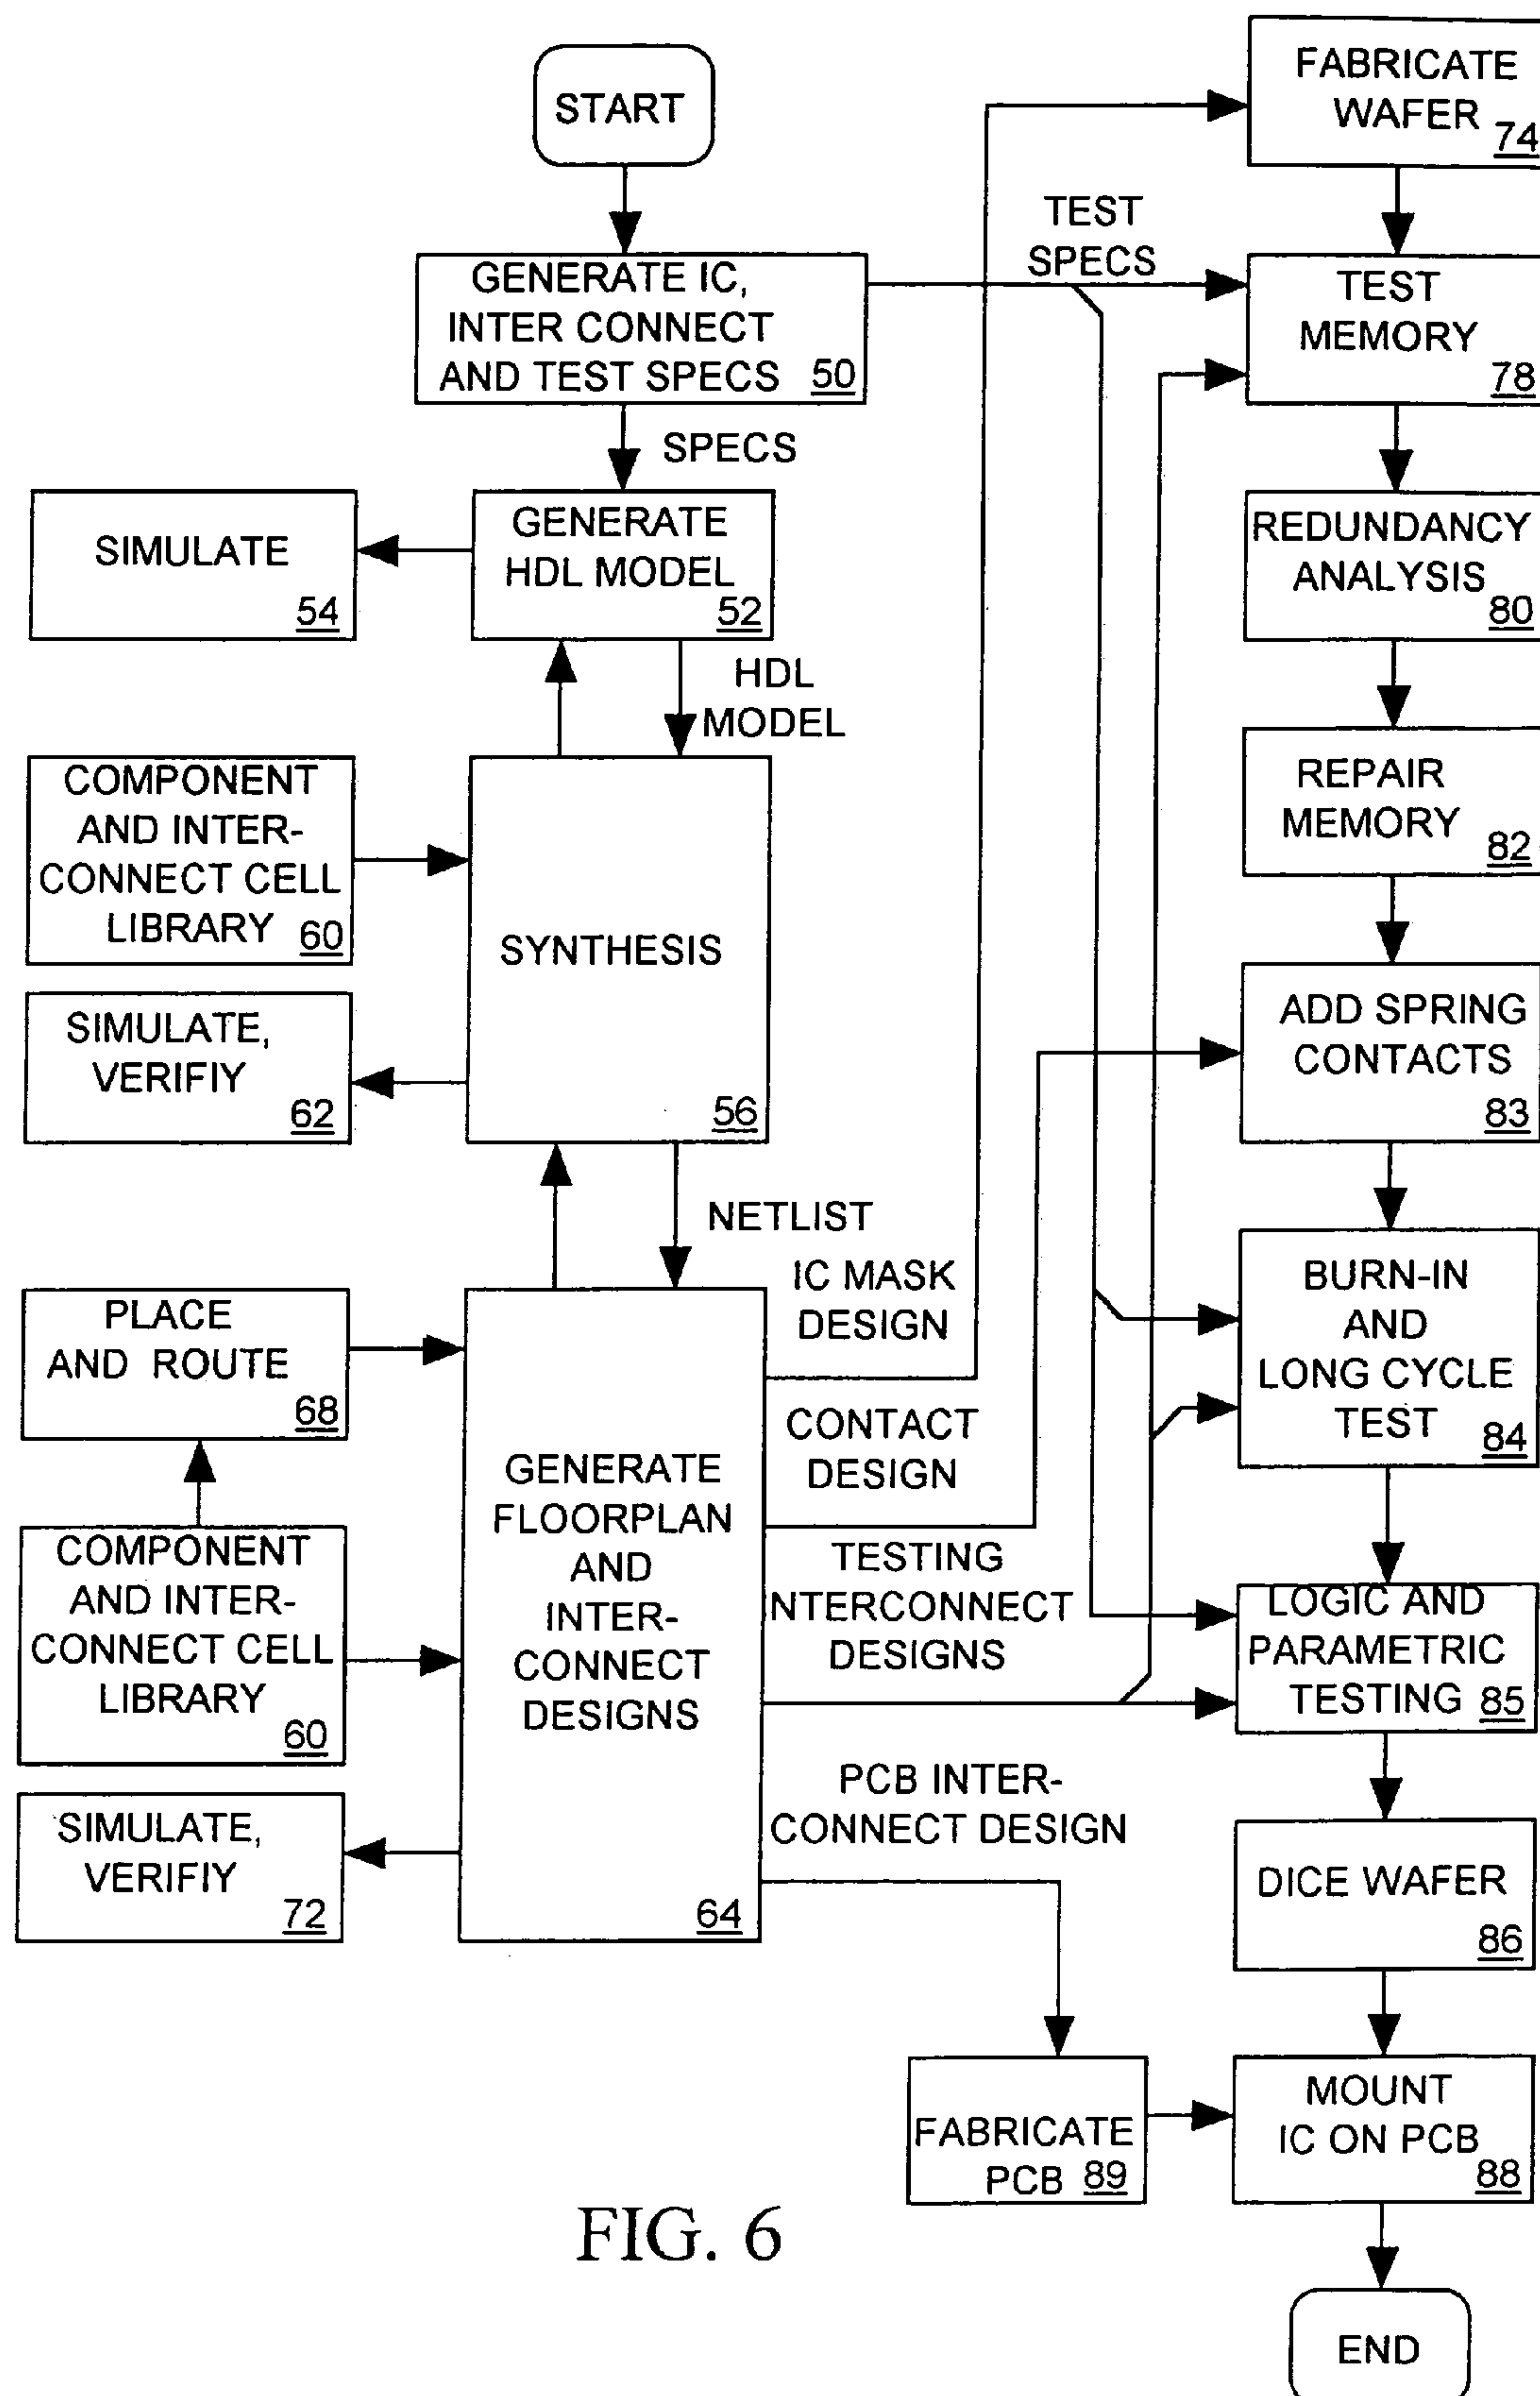 START
GENERATE IC,
INTER CONNECT
AND TEST SPECS 50
SPECS
SIMULATE
54
GENERATE
HDL MODEL
52
HDL
MODEL
COMPONENT
AND INTER-
CONNECT CELL
LIBRARY 60
SYNTHESIS
56
SIMULATE,
VERIFIY
62
NETLIST
PLACE
AND ROUTE
68
COMPONENT
AND INTER-
CONNECT CELL
LIBRARY
60
SIMULATE,
VERIFIY
72
GENERATE
FLOORPLAN
AND
INTER-
CONNECT
DESIGNS
64
IC MASK
DESIGN
CONTACT
DESIGN
TESTING
NTERCONNECT
DESIGNS
PCB INTER-
CONNECT DESIGN
TEST
SPECS
FABRICATE
WAFER
74
TEST
MEMORY
78
REDUNDANCY
ANALYSIS
80
REPAIR
MEMORY
82
ADD SPRING
CONTACTS
83
BURN-IN
AND
LONG CYCLE
TEST
84
LOGIC AND
PARAMETRIC
TESTING 85
DICE WAFER
86
FABRICATE
PCB 89
MOUNT
IC ON PCB
88
END
FIG. 6